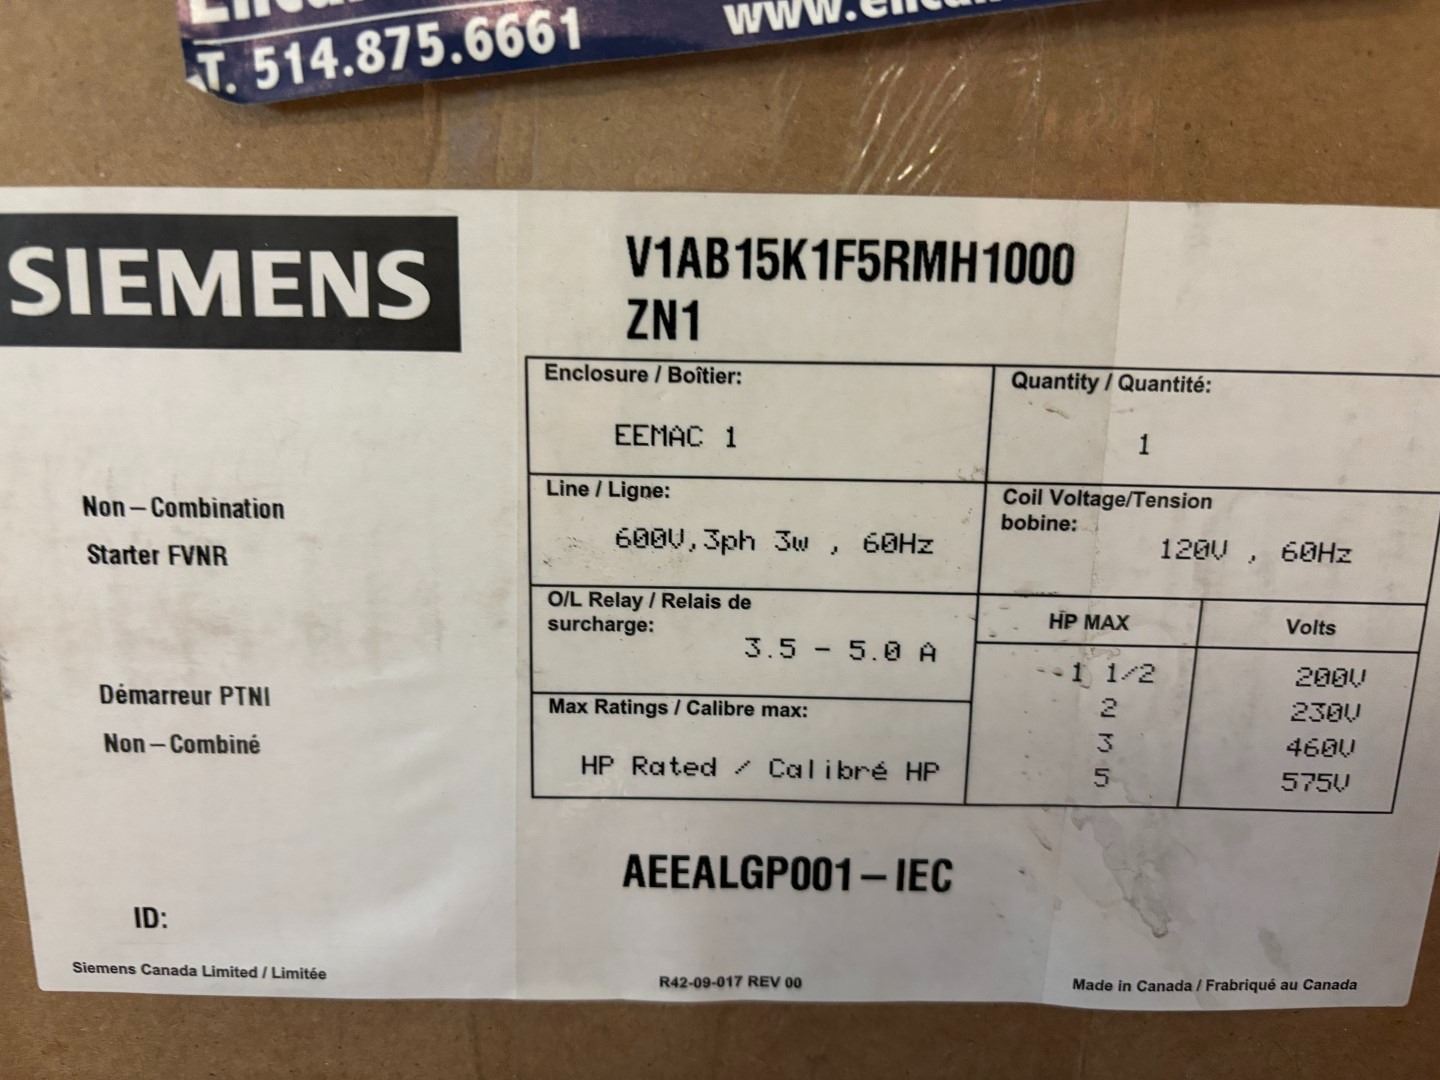 T. 514.875.6661
SIEMENS
V1AB15K1F5RMH1000
ZN1
Enclosure / Boîtier:
EEMAC 1
Quantity / Quantité:
1
Non – Combination
Starter FVNR
Line / Ligne:
600V,3ph 3w , 60Hz
Coil Voltage/Tension
bobine:
120V , 60Hz
O/L Relay / Relais de
surcharge:
3.5 - 5.0 A
HP MAX
Volts
1 1/2
200V
2
230V
3
460V
5
575V
Démarreur PTNI
Non – Combiné
Max Ratings / Calibre max:
HP Rated / Calibré HP
AEEALGP001 – IEC
ID:
Siemens Canada Limited / Limitée
R42-09-017 REV 00
Made in Canada / Frabriqué au Canada